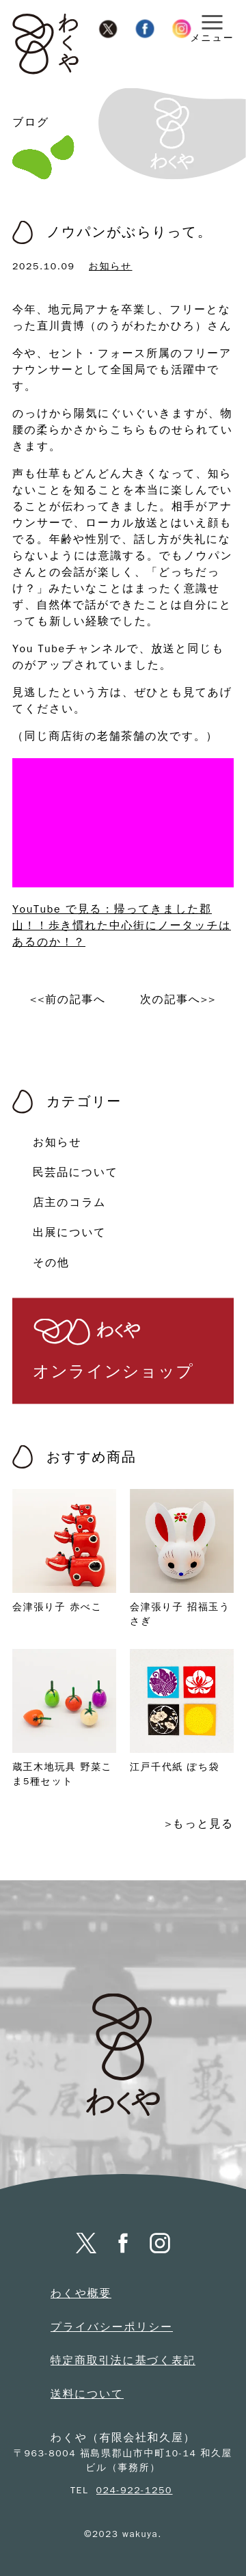 わくや
メニュー
ブログ
わくや
ノウパンがぶらりって。
2025.10.09 お知らせ
今年、地元局アナを卒業し、フリーとな
った直川貴博（のうがわたかひろ）さん
今や、セント・フォース所属のフリーア
ナウンサーとして全国局でも活躍中で
す。
のっけから陽気にぐいぐいきますが、物
腰の柔らかさからこちらものせられてい
きます。
声も仕草もどんどん大きくなって、知ら
ないことを知ることを本当に楽しんでい
ることが伝わってきました。相手がアナ
ウンサーで、ローカル放送とはいえ顔も
でる。年齢や性別で、話し方が失礼にな
らないようには意識する。でもノウパン
さんとの会話が楽しく、「どっちだっ
け？」みたいなことはまったく意識せ
ず、自然体で話ができたことは自分にと
っても新しい経験でした。
You Tubeチャンネルで、放送と同じも
のがアップされていました。
見逃したという方は、ぜひとも見てあげ
てください。
（同じ商店街の老舗茶舗の次です。）
YouTube で見る：帰ってきました郡
山！！歩き慣れた中心街にノータッチは
あるのか！？
<<前の記事へ 次の記事へ>>
カテゴリー
お知らせ
民芸品について
店主のコラム
出展について
その他
わくや
オンラインショップ
おすすめ商品
会津張り子 赤べこ
会津張り子 招福玉う
さぎ
蔵王木地玩具 野菜こ
ま5種セット
江戸千代紙 ぽち袋
>もっと見る
わくや
わくや概要
プライバシーポリシー
特定商取引法に基づく表記
送料について
わくや（有限会社和久屋）
〒963-8004 福島県郡山市中町10-14 和久屋
ビル（事務所）
TEL 024-922-1250
©2023 wakuya.